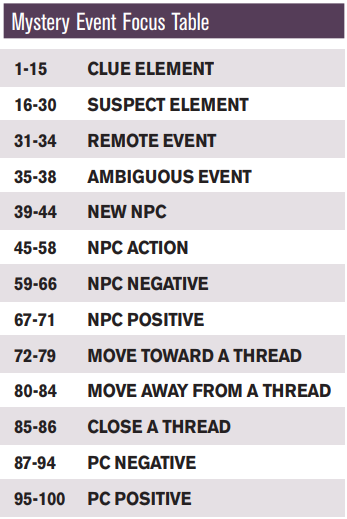 Mystery Event Focus Table
1-15 CLUE ELEMENT
16-30 SUSPECT ELEMENT
31-34 REMOTE EVENT
35-38 AMBIGUOUS EVENT
39-44 NEW NPC
45-58 NPC ACTION
59-66 NPC NEGATIVE
67-71 NPC POSITIVE
72-79 MOVE TOWARD A THREAD
80-84 MOVE AWAY FROM A THREAD
85-86 CLOSE A THREAD
87-94 PC NEGATIVE
95-100 PC POSITIVE